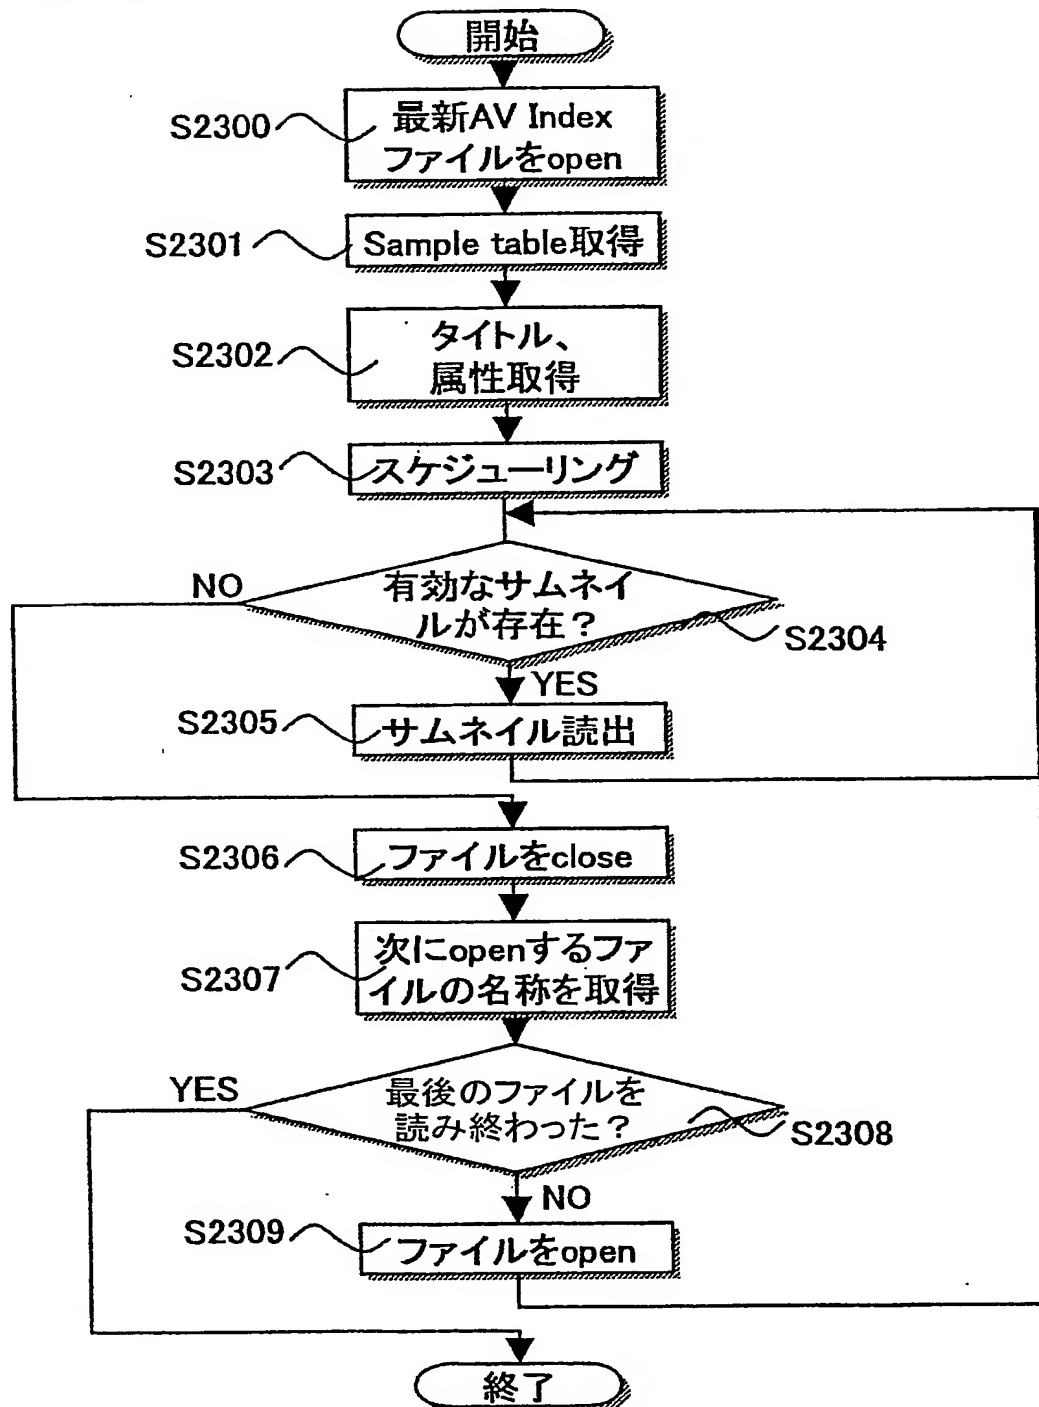 開始
S2300
最新AV Index
ファイルをopen
S2301
Sample table取得
S2302
タイトル、
属性取得
S2303
スケジューリング
NO
有効なサムネイ
ルが存在？
S2304
YES
S2305
サムネイル読出
S2306
ファイルをclose
S2307
次にopenするファ
イルの名称を取得
YES
最後のファイルを
読み終わった？
S2308
NO
S2309
ファイルをopen
終了